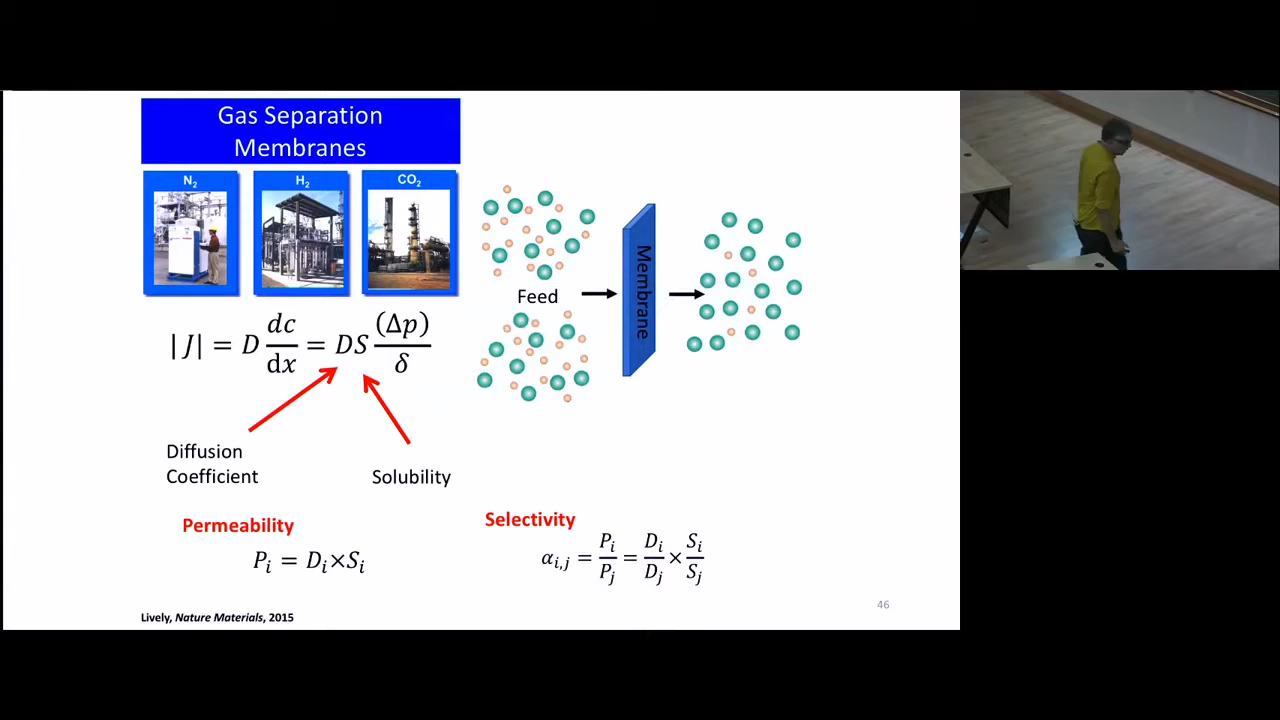 Gas Separation
Membranes
N₂
H₂
CO₂
Feed
Membrane
|J| = D dc/dx = DS (Δp)/δ
Diffusion
Coefficient
Solubility
Permeability
Pᵢ = Dᵢ×Sᵢ
Selectivity
αᵢ,ⱼ = Pᵢ/Pⱼ = Dᵢ/Dⱼ × Sᵢ/Sⱼ
Lively, Nature Materials, 2015
46